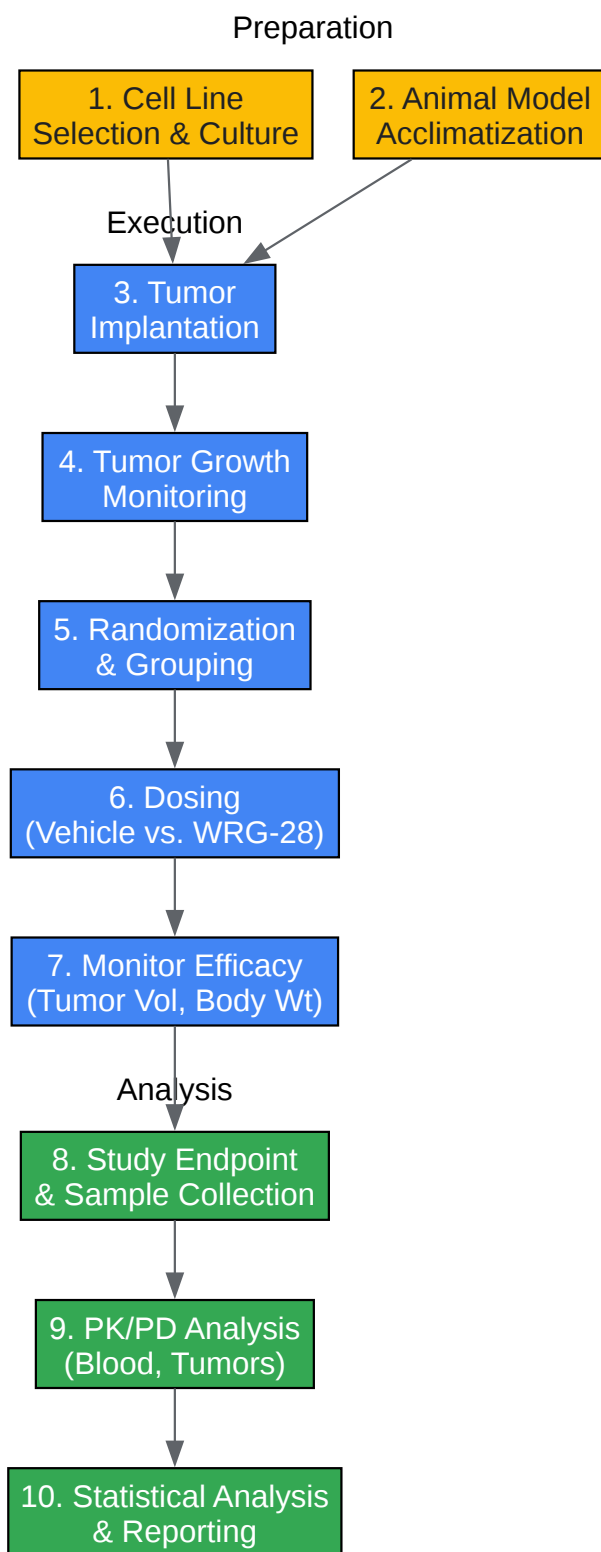 Preparation
1. Cell Line
Selection & Culture
2. Animal Model
Acclimatization
Execution
3. Tumor
Implantation
4. Tumor Growth
Monitoring
5. Randomization
& Grouping
6. Dosing
(Vehicle vs. WRG-28)
7. Monitor Efficacy
(Tumor Vol, Body Wt)
Analysis
8. Study Endpoint
& Sample Collection
9. PK/PD Analysis
(Blood, Tumors)
10. Statistical Analysis
& Reporting